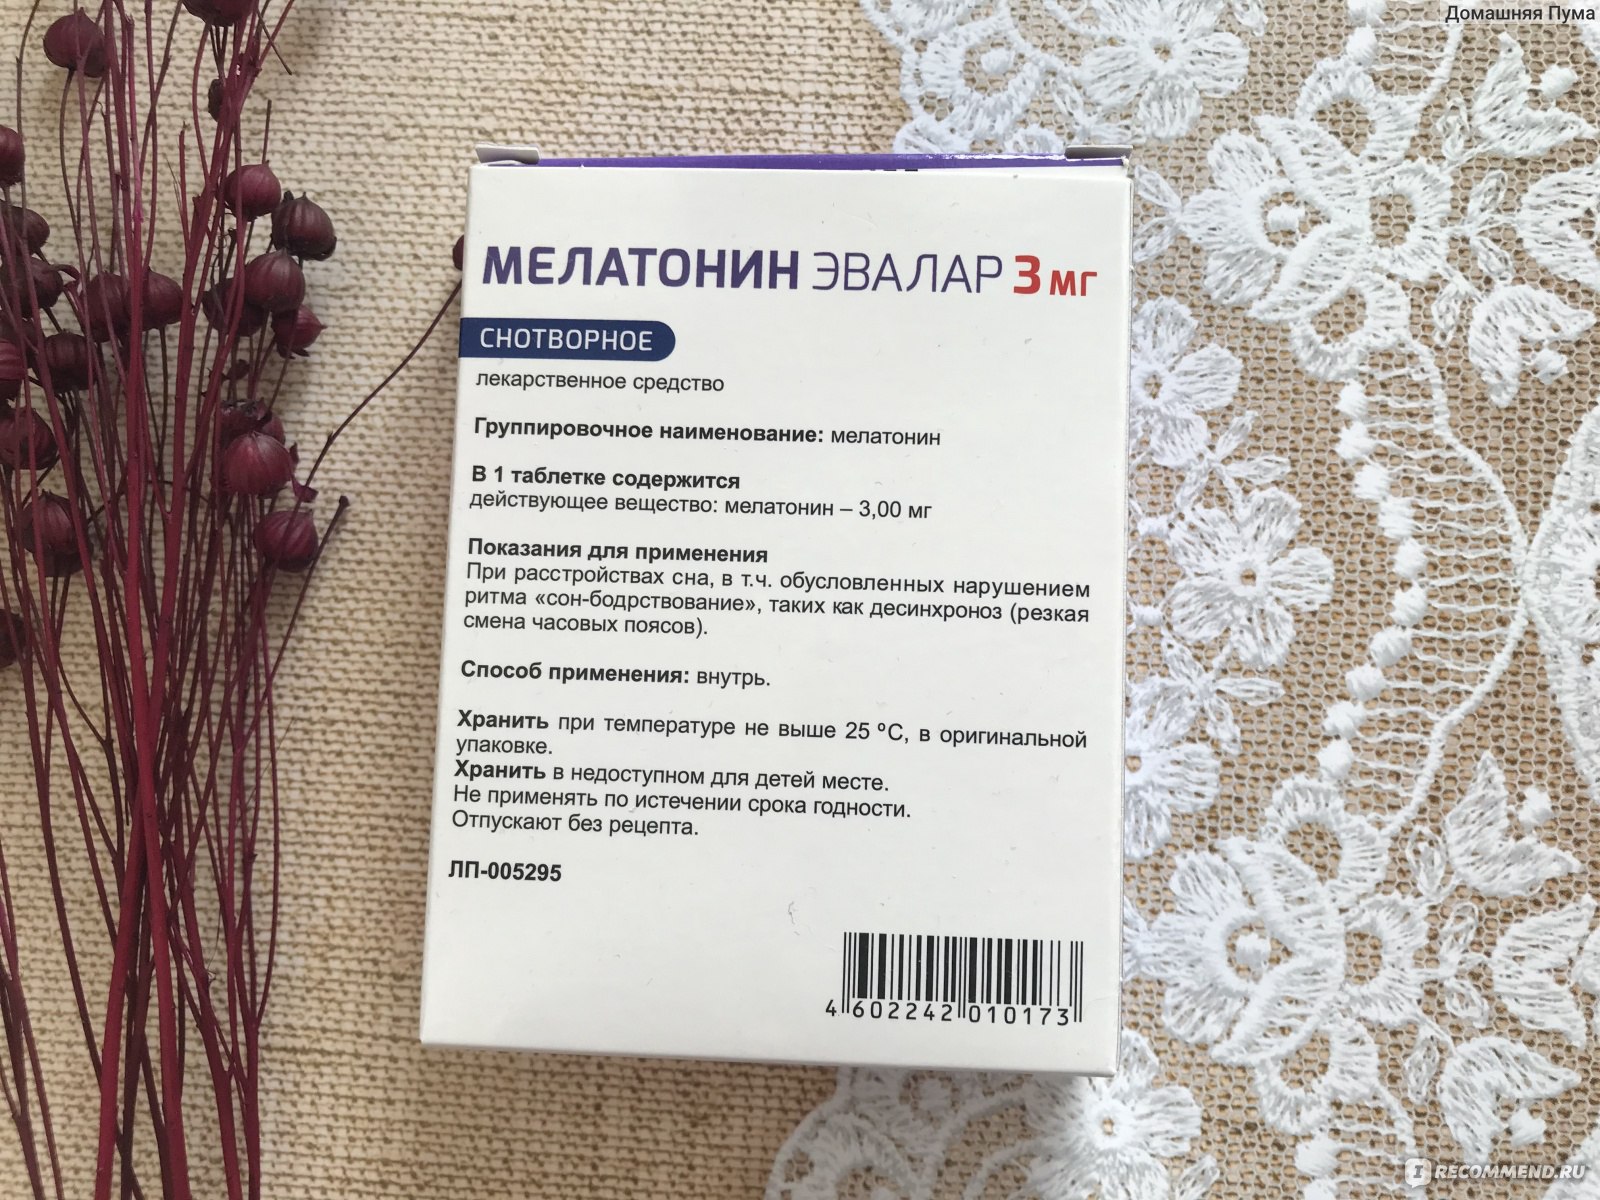 Домашняя Пума
МЕЛАТОНИН ЭВАЛАР 3 мг
СНОТВОРНОЕ
лекарственное средство
Группировочное наименование: мелатонин
В 1 таблетке содержится
действующее вещество: мелатонин – 3,00 мг
Показания для применения
При расстройствах сна, в т.ч. обусловленных нарушением
ритма «сон-бодрствование», таких как десинхроноз (резкая
смена часовых поясов).
Способ применения: внутрь.
Хранить при температуре не выше 25 °С, в оригинальной
упаковке.
Хранить в недоступном для детей месте.
Не применять по истечении срока годности.
Отпускают без рецепта.
ЛП-005295
4 602242 010173
IRECOMMEND.RU